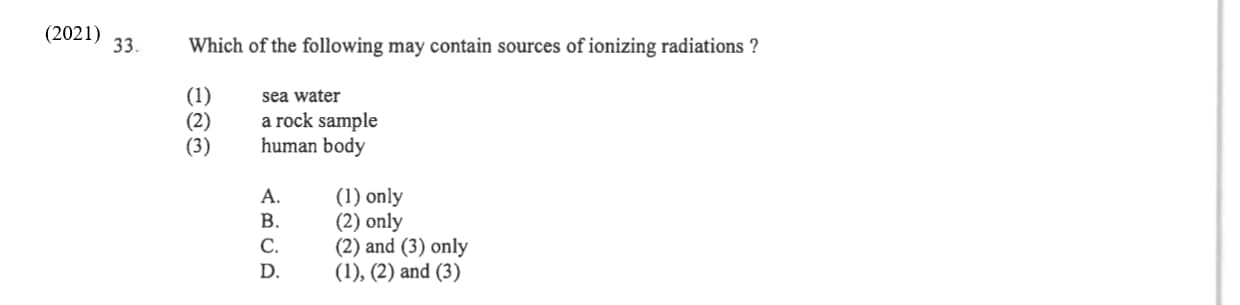 (2021) 33. Which of the following may contain sources of ionizing radiations ?
(1) sea water
(2) a rock sample
(3) human body
A. (1) only
B. (2) only
C. (2) and (3) only
D. (1), (2) and (3)